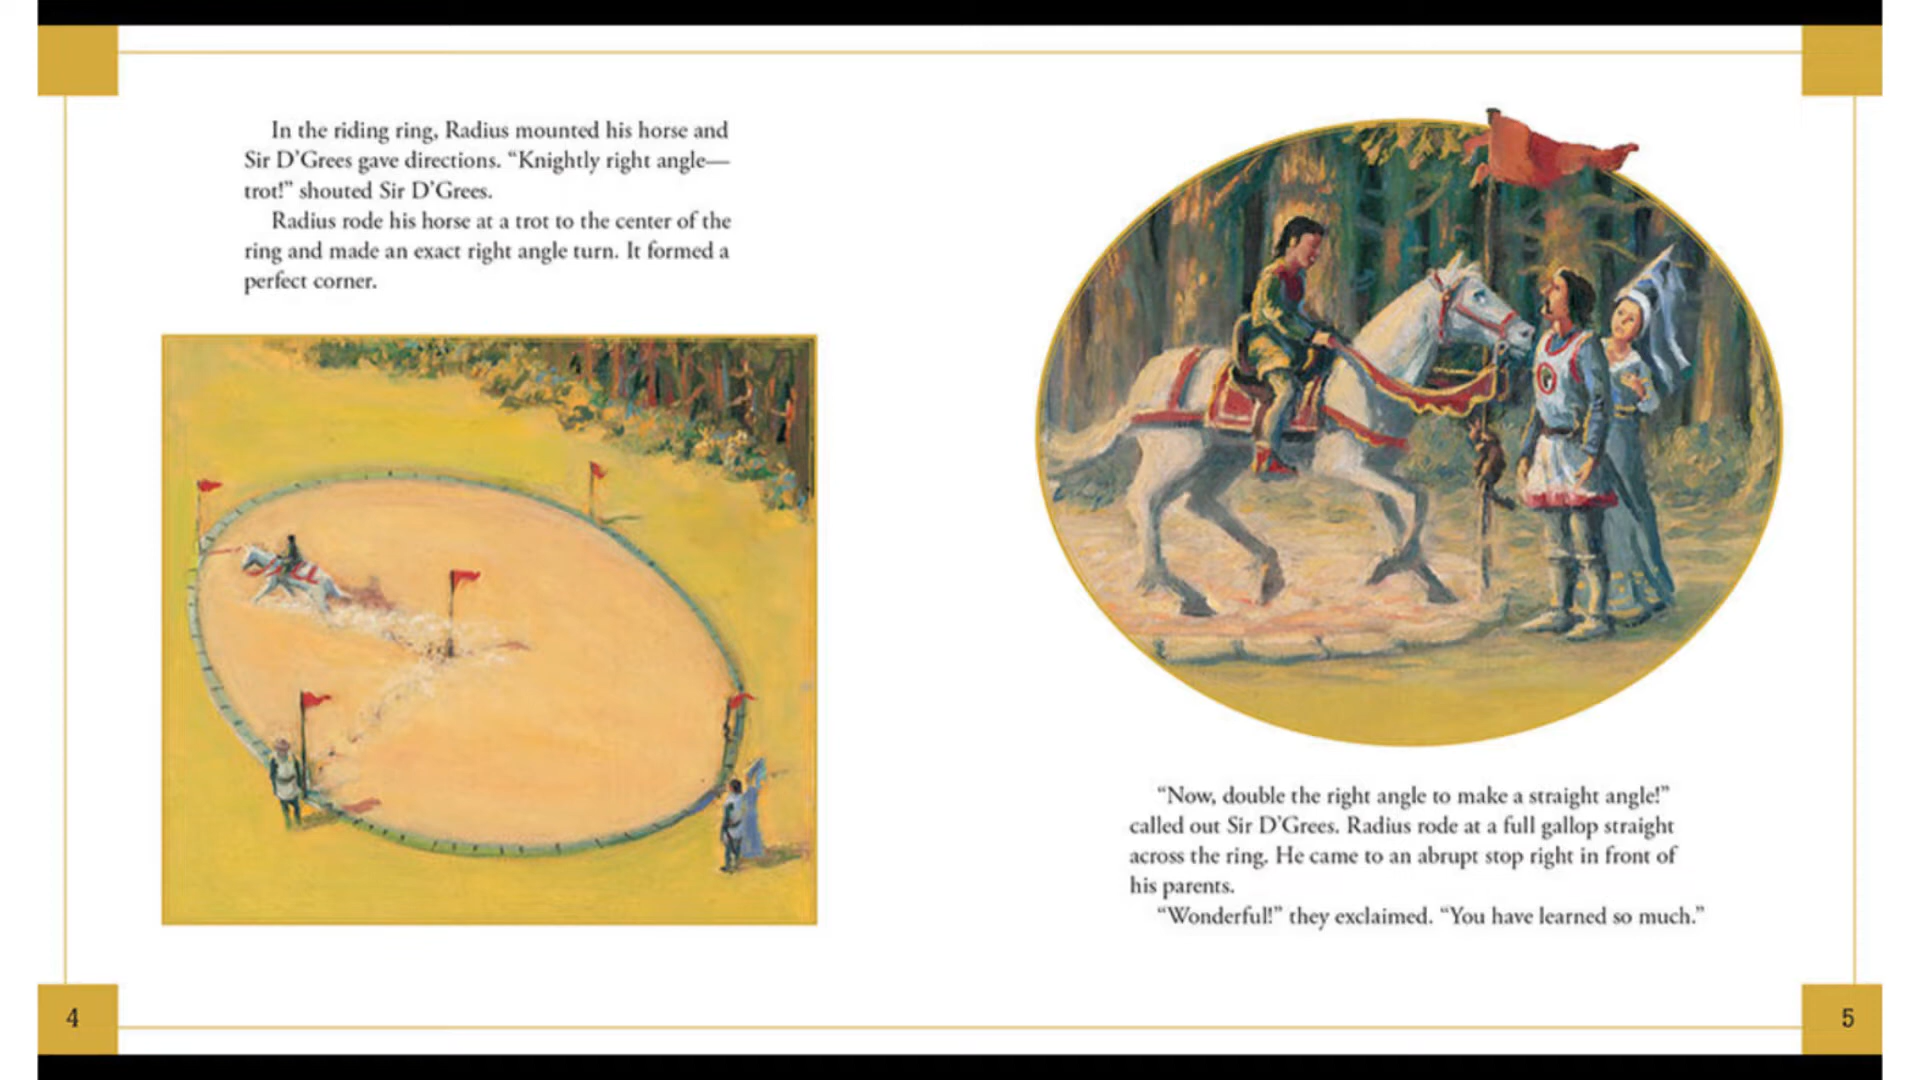 In the riding ring, Radius mounted his horse and
Sir D’Grees gave directions. “Knightly right angle—
trot!” shouted Sir D’Grees.
Radius rode his horse at a trot to the center of the
ring and made an exact right angle turn. It formed a
perfect corner.
“Now, double the right angle to make a straight angle!”
called out Sir D’Grees. Radius rode at a full gallop straight
across the ring. He came to an abrupt stop right in front of
his parents.
“Wonderful!” they exclaimed. “You have learned so much.”
4
5